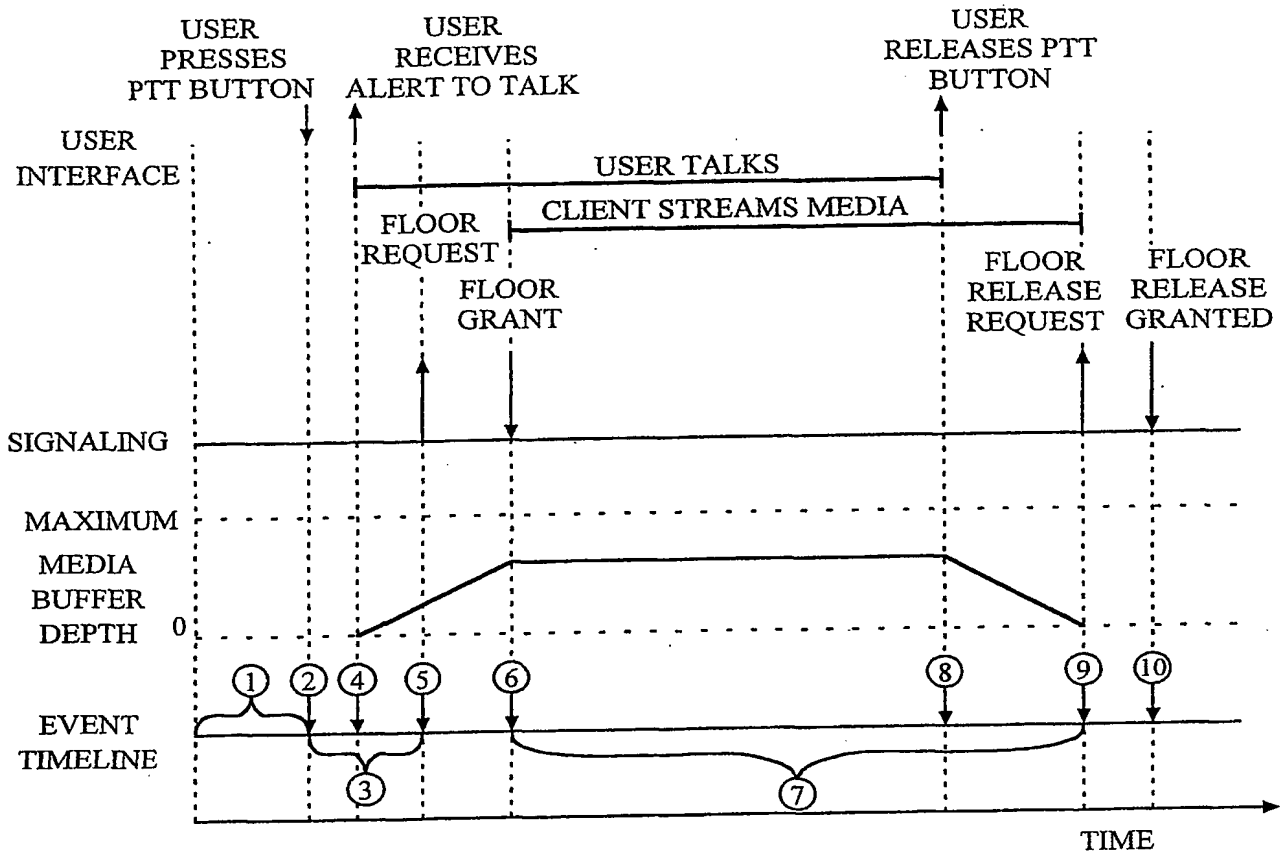 USER
PRESSES
PTT BUTTON
USER
RECEIVES
ALERT TO TALK
USER
RELEASES PTT
BUTTON
USER
INTERFACE
USER TALKS
CLIENT STREAMS MEDIA
FLOOR
REQUEST
FLOOR
GRANT
FLOOR
RELEASE
REQUEST
FLOOR
RELEASE
GRANTED
SIGNALING
MAXIMUM
MEDIA
BUFFER
DEPTH
0
1
2
4
5
6
8
9
10
EVENT
TIMELINE
3
7
TIME